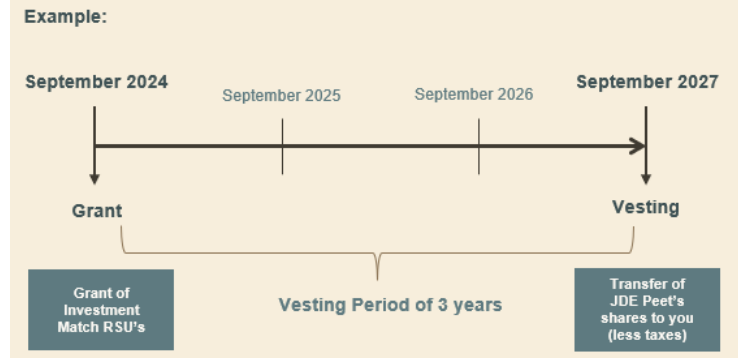 Example:
September 2024
September 2025
September 2026
September 2027
Grant
Vesting
Grant of
Investment
Match RSU's
Vesting Period of 3 years
Transfer of
JDE Peet's
shares to you
(less taxes)